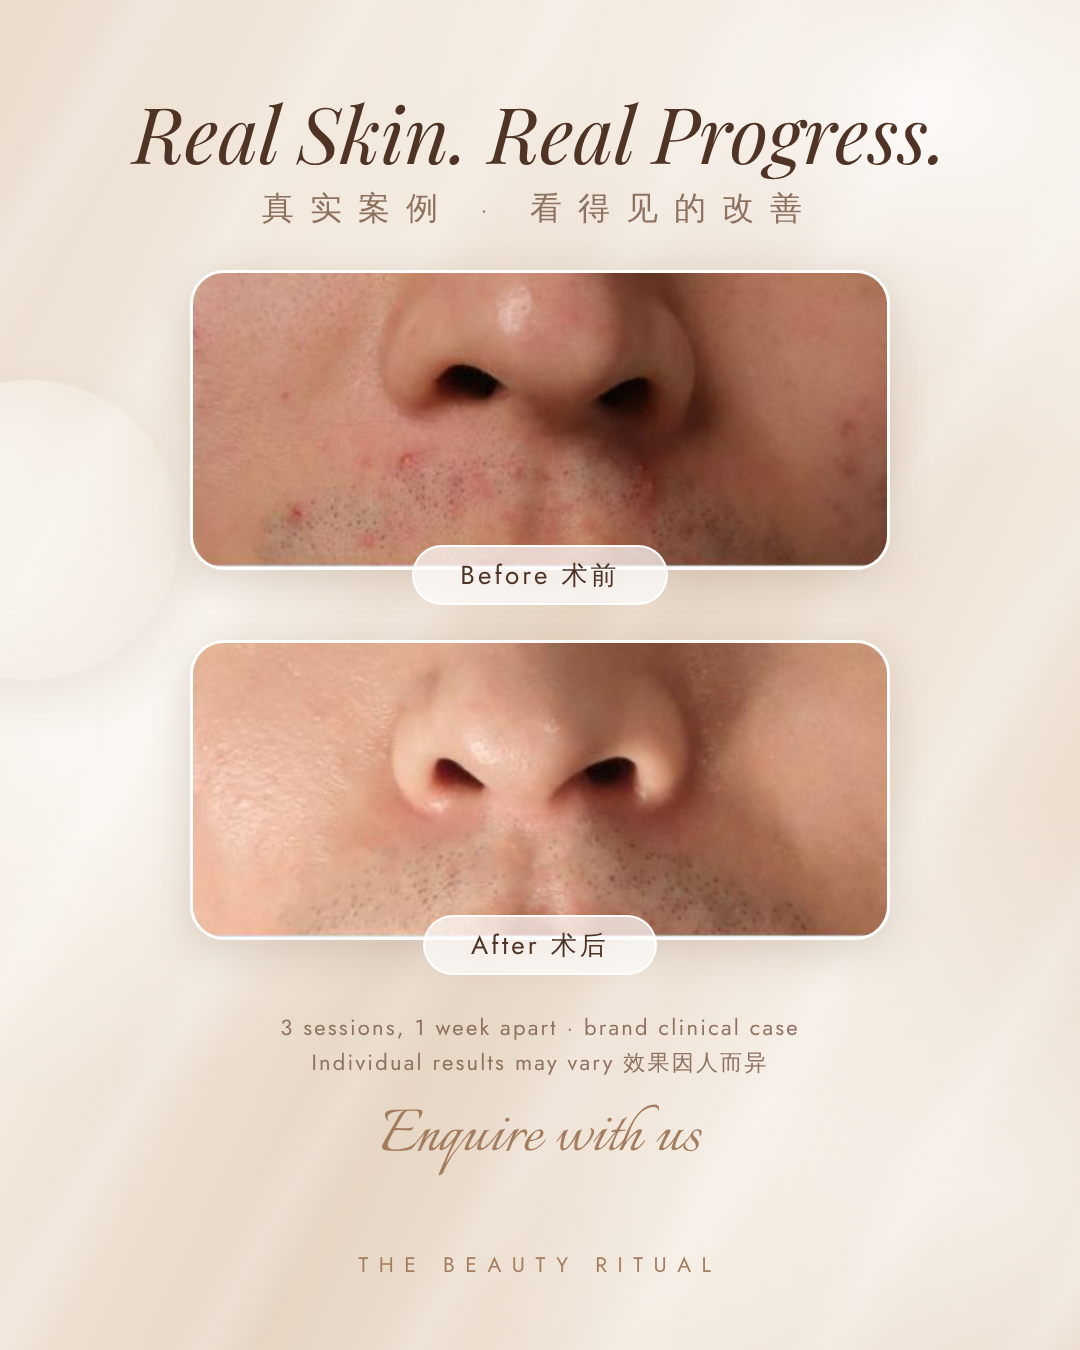 Real Skin. Real Progress.
真实案例 · 看得见的改善
Before 术前
After 术后
3 sessions, 1 week apart · brand clinical case
Individual results may vary 效果因人而异
Enquire with us
THE BEAUTY RITUAL